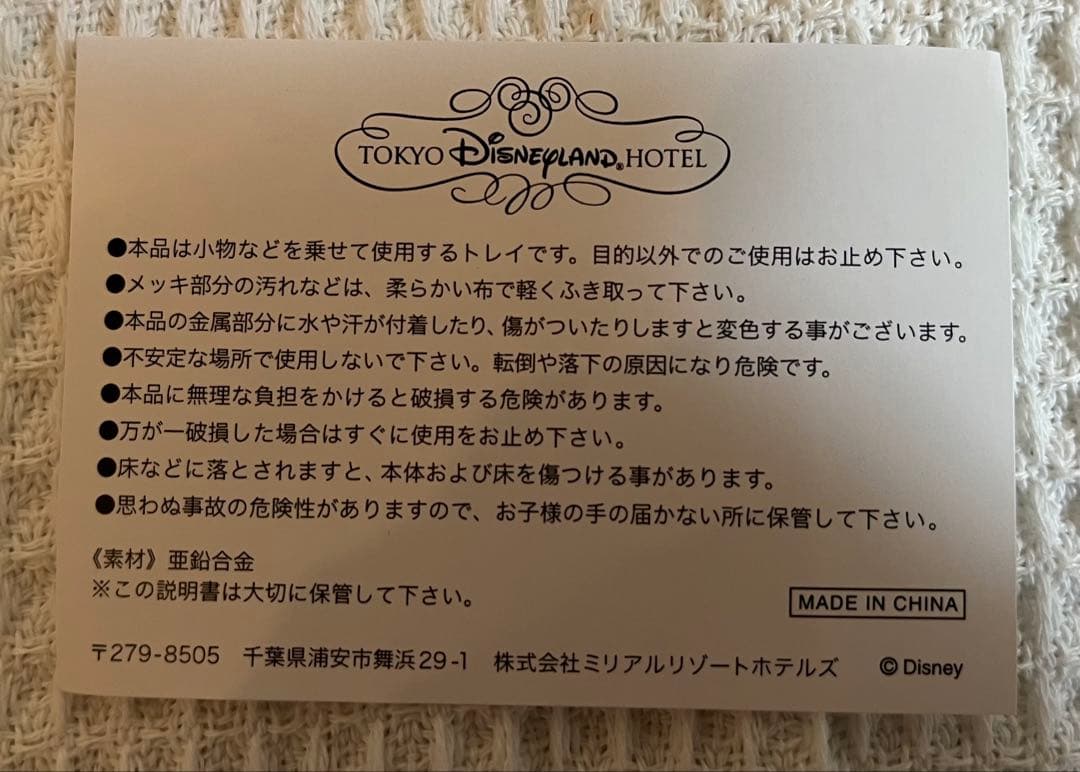 TOKYO DISNEYLAND® HOTEL
●本品は小物などを乗せて使用するトレイです。目的以外でのご使用はお止め下さい。
●メッキ部分の汚れなどは、柔らかい布で軽くふき取って下さい。
●本品の金属部分に水や汗が付着したり、傷がついたりしますと変色する事がございます。
●不安定な場所で使用しないで下さい。転倒や落下の原因になり危険です。
●本品に無理な負担をかけると破損する危険があります。
●万が一破損した場合はすぐに使用をお止め下さい。
●床などに落とされますと、本体および床を傷つける事があります。
●思わぬ事故の危険性がありますので、お子様の手の届かない所に保管して下さい。
《素材》亜鉛合金
※この説明書は大切に保管して下さい。
MADE IN CHINA
〒279-8505 千葉県浦安市舞浜29-1 株式会社ミリアルリゾートホテルズ ©Disney